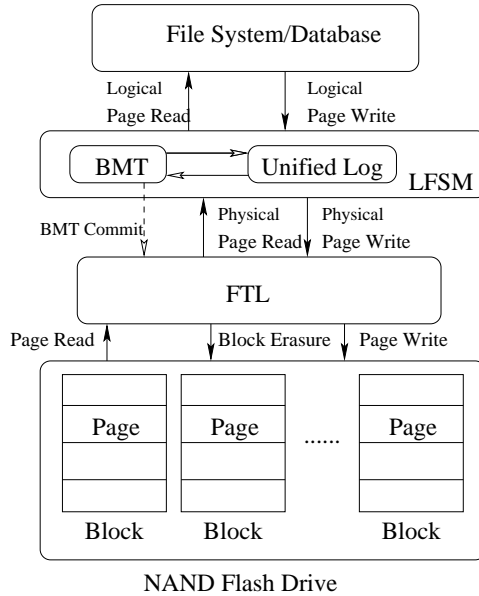 File System/Database
Logical
Page Read
Logical
Page Write
BMT
Unified Log
LFSM
BMT Commit
Physical
Page Read
Physical
Page Write
FTL
Page Read
Block Erasure
Page Write
Page
Page
......
Page
Block
Block
Block
NAND Flash Drive